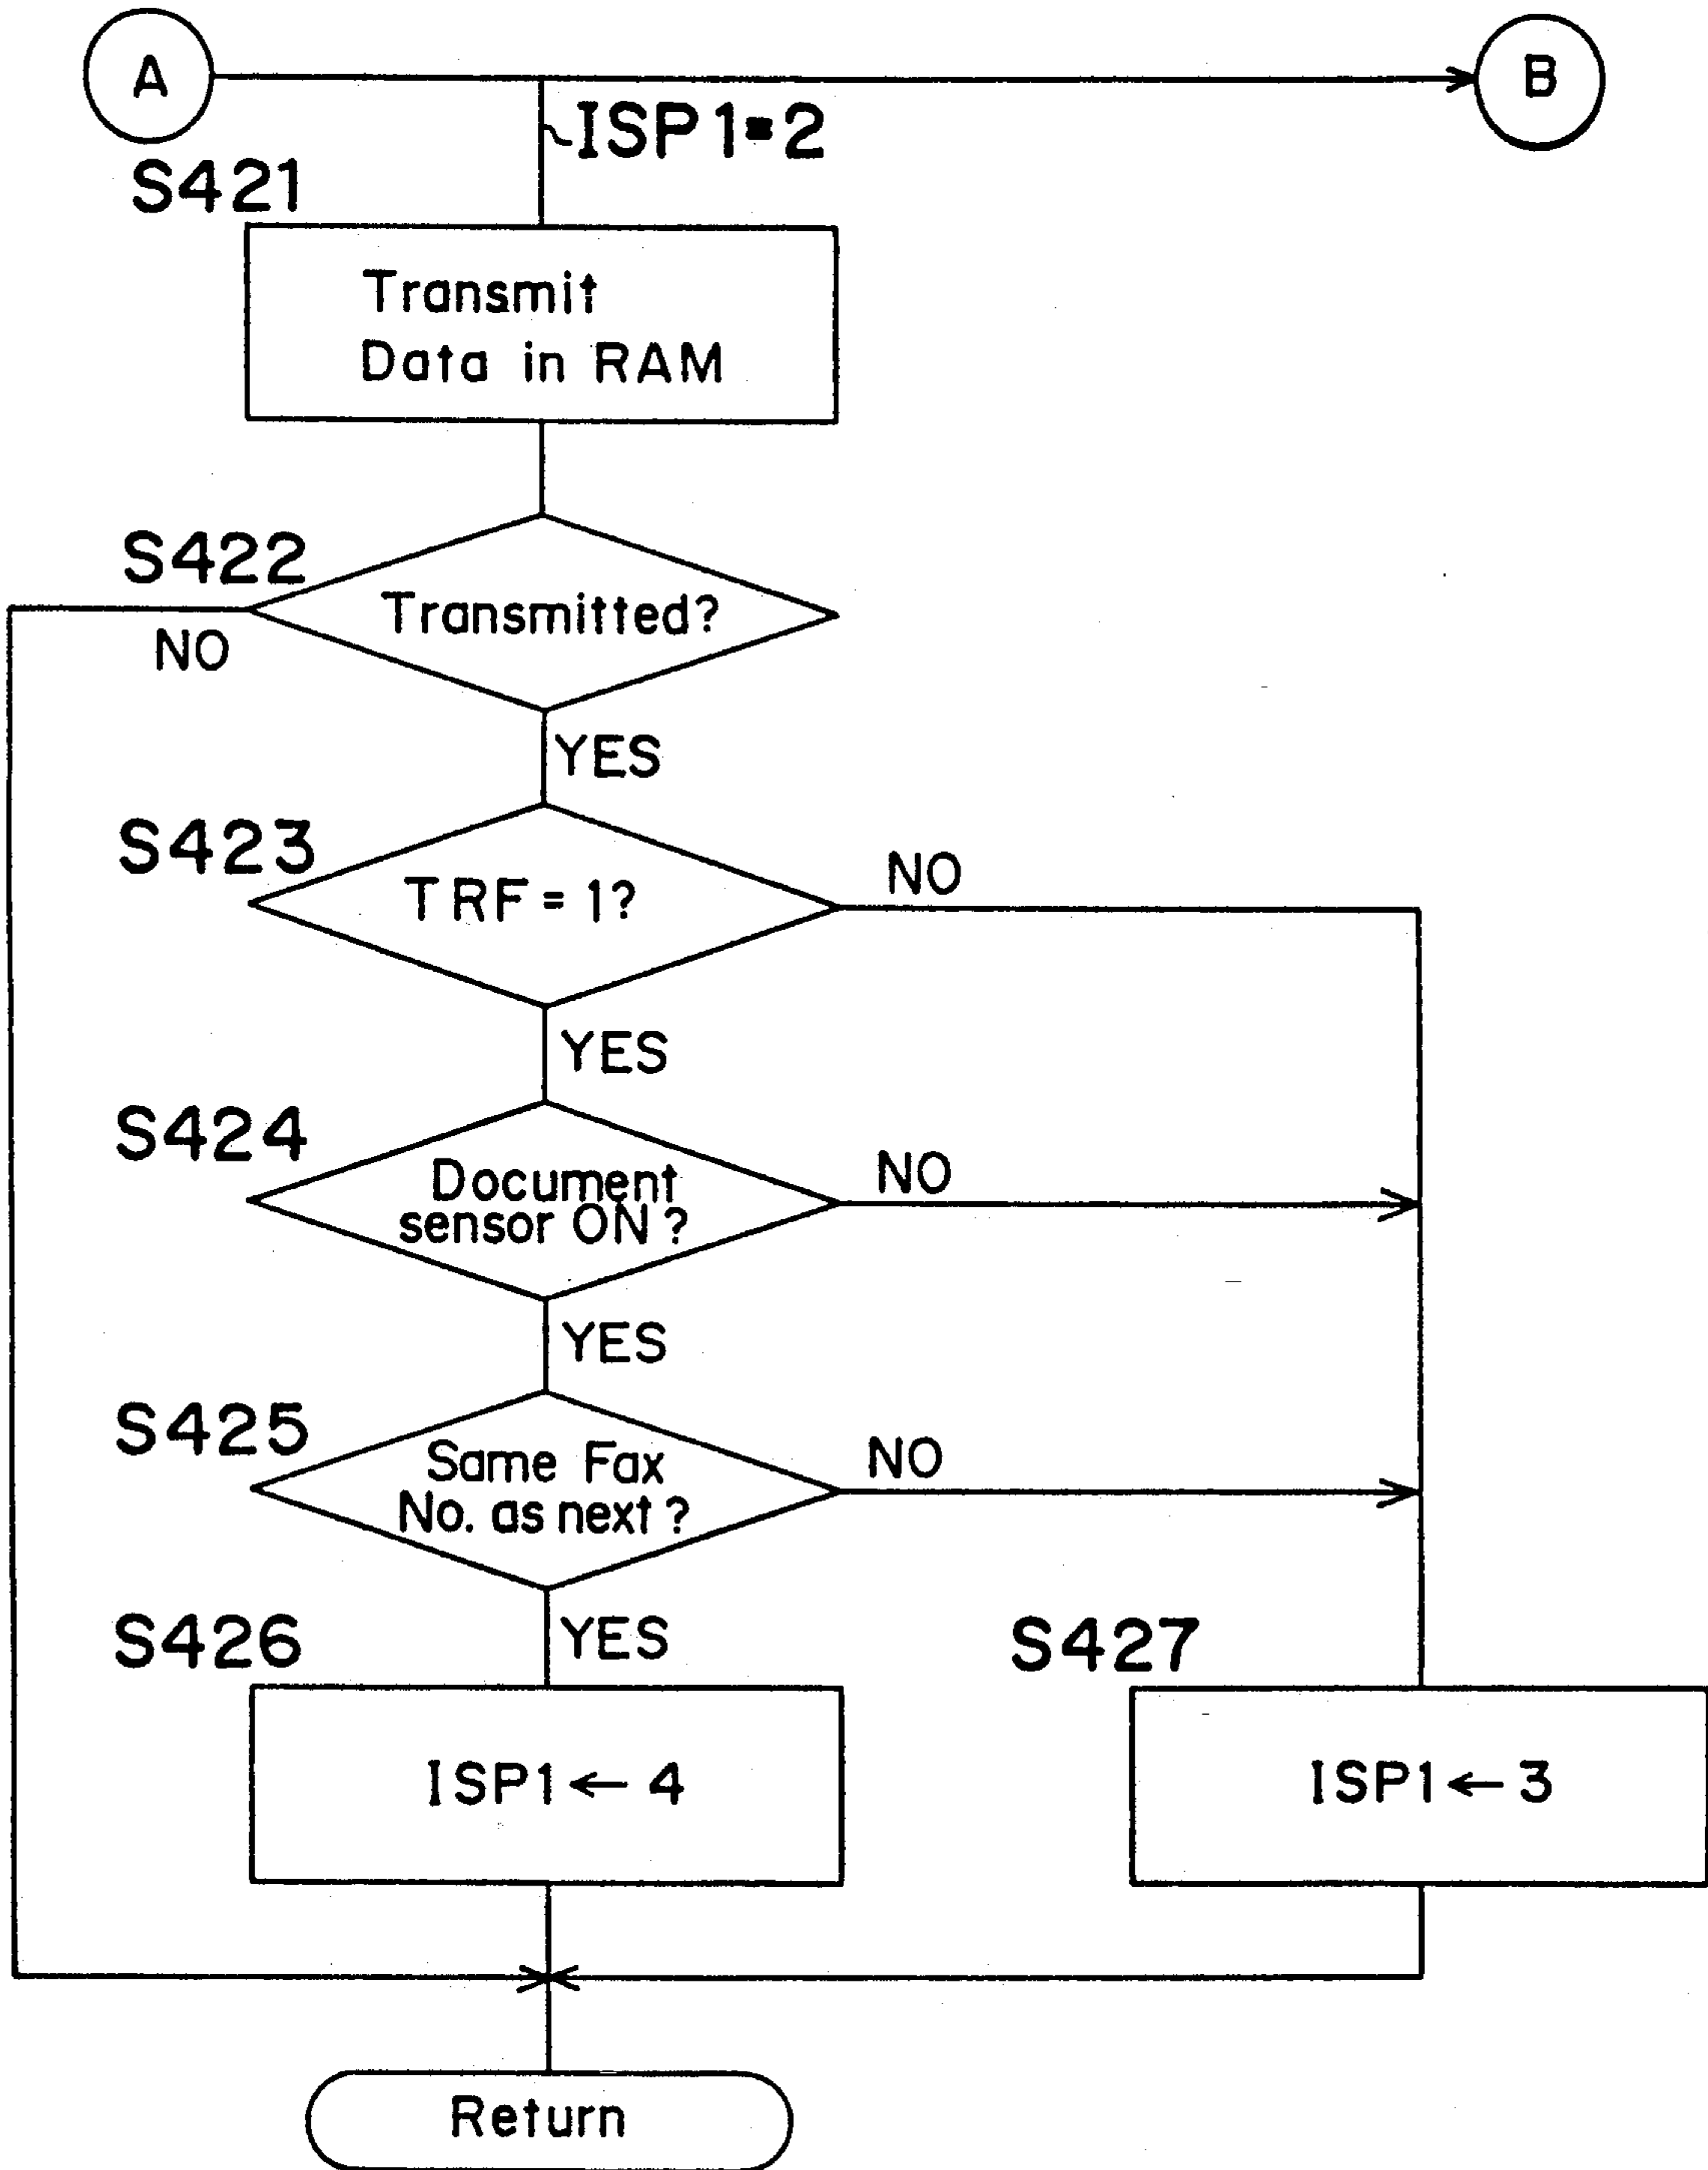 A
B
ISP1=2
S421
Transmit
Data in RAM
S422
Transmitted?
NO
YES
S423
TRF = 1?
NO
YES
S424
Document
sensor ON?
NO
YES
S425
Same Fax
No. as next?
NO
YES
S426
S427
ISP1 ← 4
ISP1 ← 3
Return